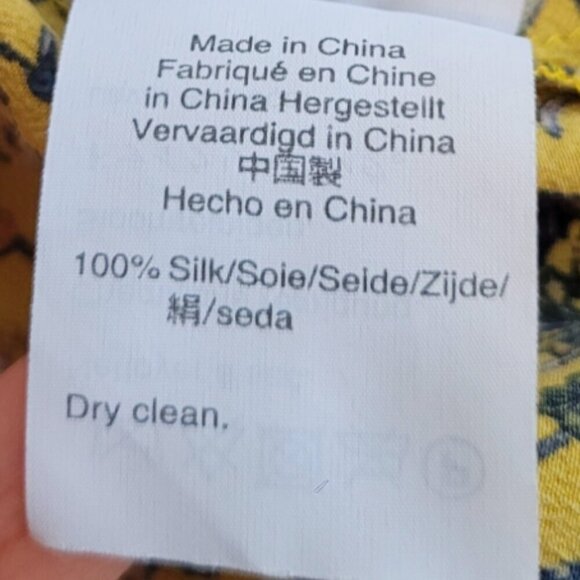 Made in China
Fabriqué en Chine
in China Hergestellt
Vervaardigd in China
中国製
Hecho en China
100% Silk/Soie/Seide/Zijde/
絹/seda
Dry clean.